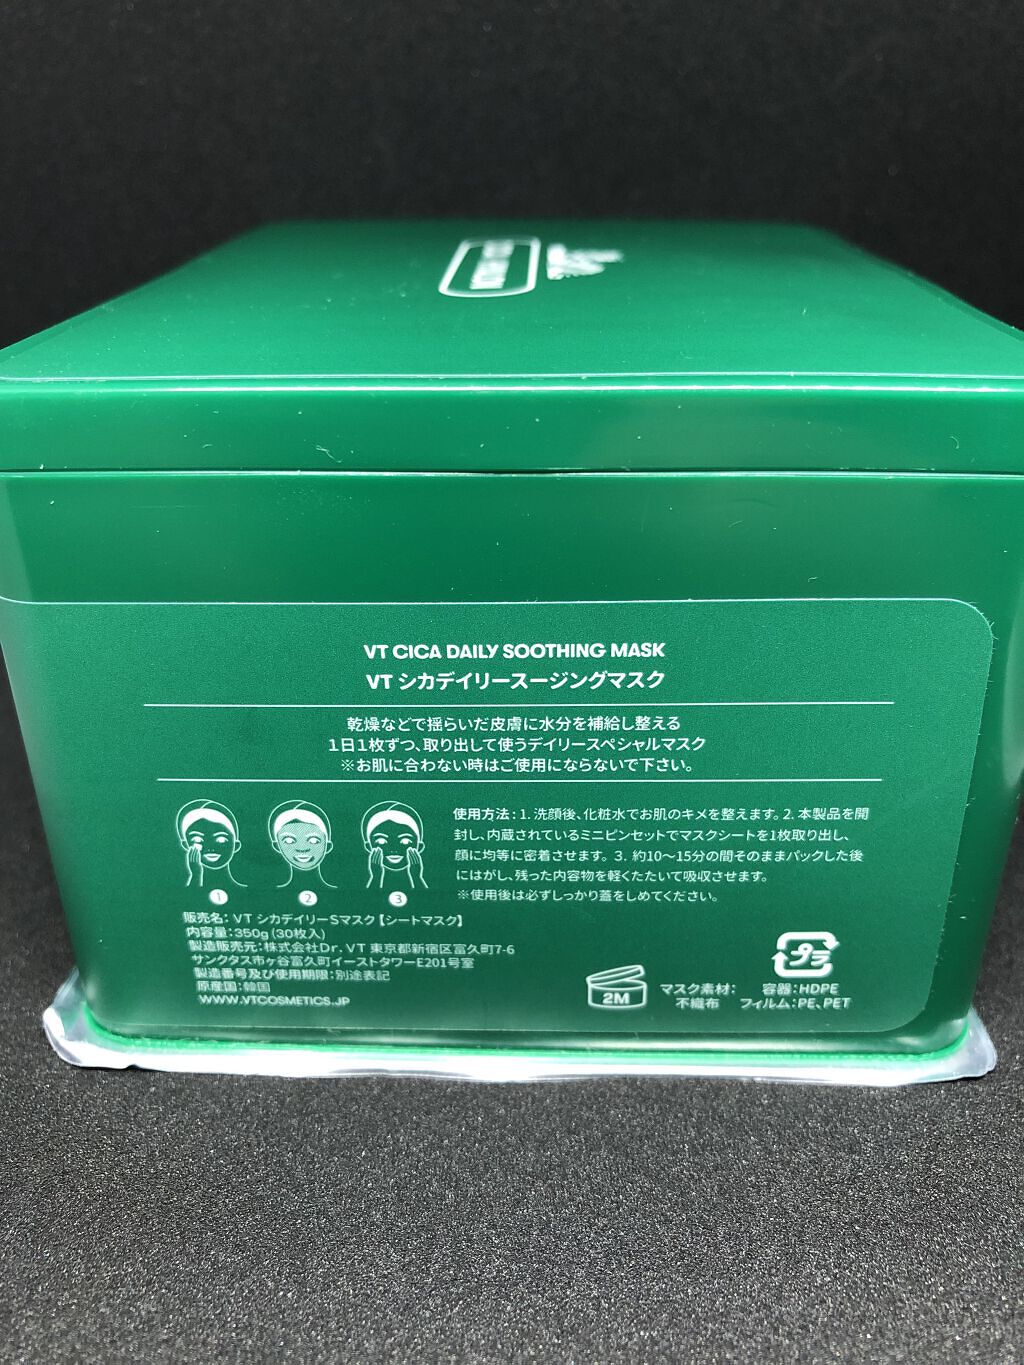 VT CICA DAILY SOOTHING MASK
VT シカデイリースージングマスク
乾燥などで揺らいだ皮膚に水分を補給し整える
1日1枚ずつ、取り出して使うデイリースペシャルマスク
※お肌に合わない時はご使用にならないで下さい。
使用方法：1. 洗顔後、化粧水でお肌のキメを整えます。2. 本製品を開
封し、内蔵されているミニピンセットでマスクシートを1枚取り出し、
顔に均等に密着させます。3. 約10〜15分の間そのままパックした後
にはがし、残った内容物を軽くたたいて吸収させます。
※使用後は必ずしっかり蓋をしめてください。
1 2 3
販売名：VT シカデイリーSマスク【シートマスク】
内容量：350g (30枚入)
製造販売元：株式会社Dr. VT 東京都新宿区富久町7-6
サンクタス市ヶ谷富久町イーストタワーE201号室
製造番号及び使用期限：別途表記
原産国：韓国
WWW.VTCOSMETICS.JP
2M
マスク素材：
不織布
プラ
容器：HDPE
フィルム：PE、PET